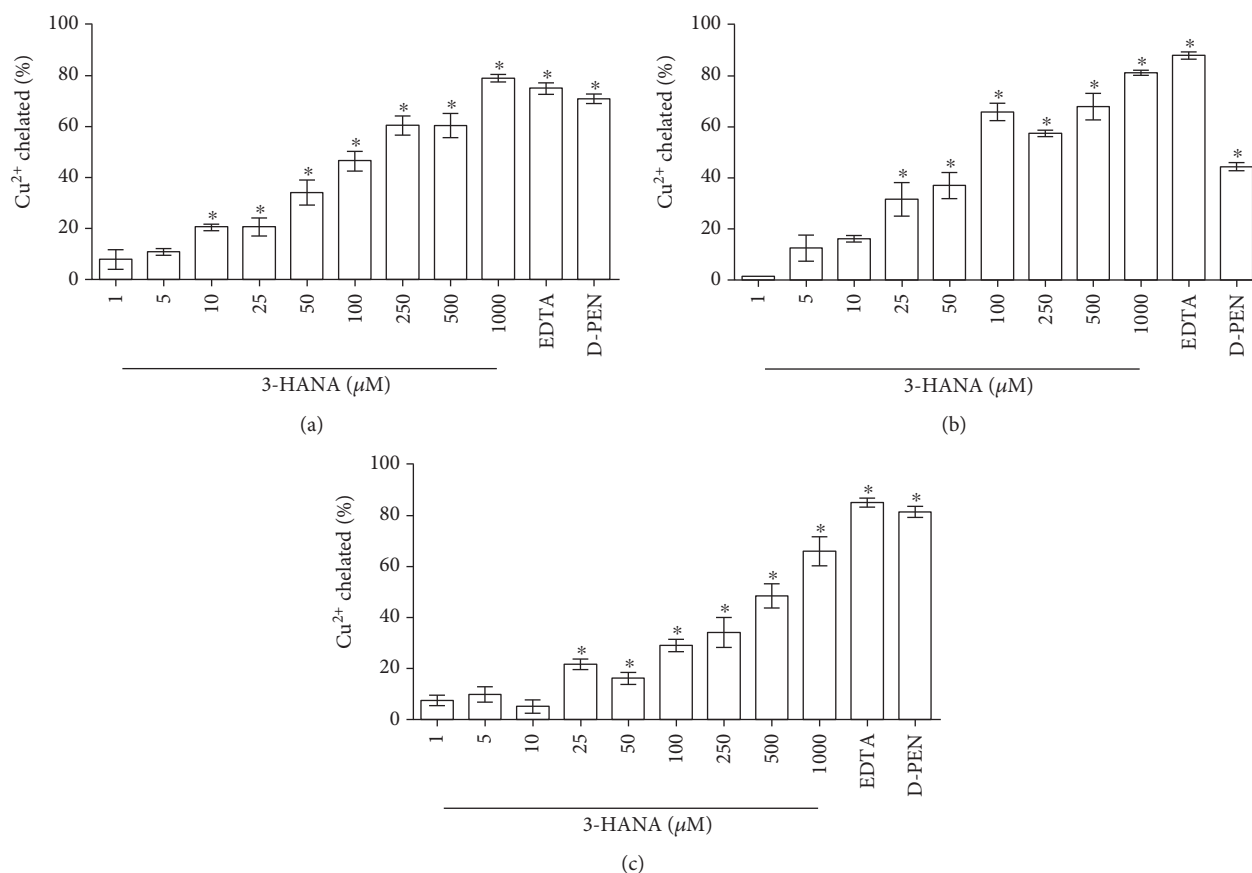 100
80
60
40
20
0
Cu²⁺ chelated (%)
* * * * * * * * *
1 5 10 25 50 100 250 500 1000 EDTA D-PEN
3-HANA (μM)
(a)
100
80
60
40
20
0
Cu²⁺ chelated (%)
* * * * * * * *
1 5 10 25 50 100 250 500 1000 EDTA D-PEN
3-HANA (μM)
(b)
100
80
60
40
20
0
Cu²⁺ chelated (%)
* * * * * * * *
1 5 10 25 50 100 250 500 1000 EDTA D-PEN
3-HANA (μM)
(c)